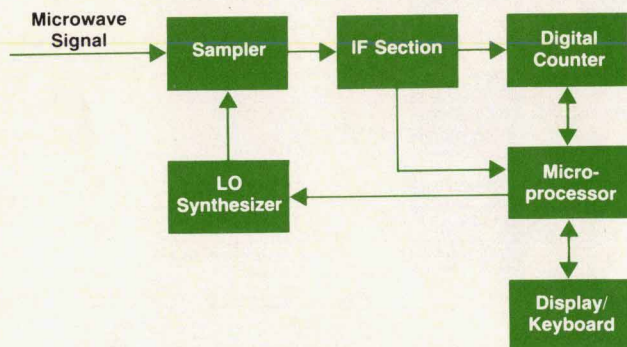 Microwave
Signal
Sampler
IF Section
Digital
Counter
LO
Synthesizer
Micro-
processor
Display/
Keyboard